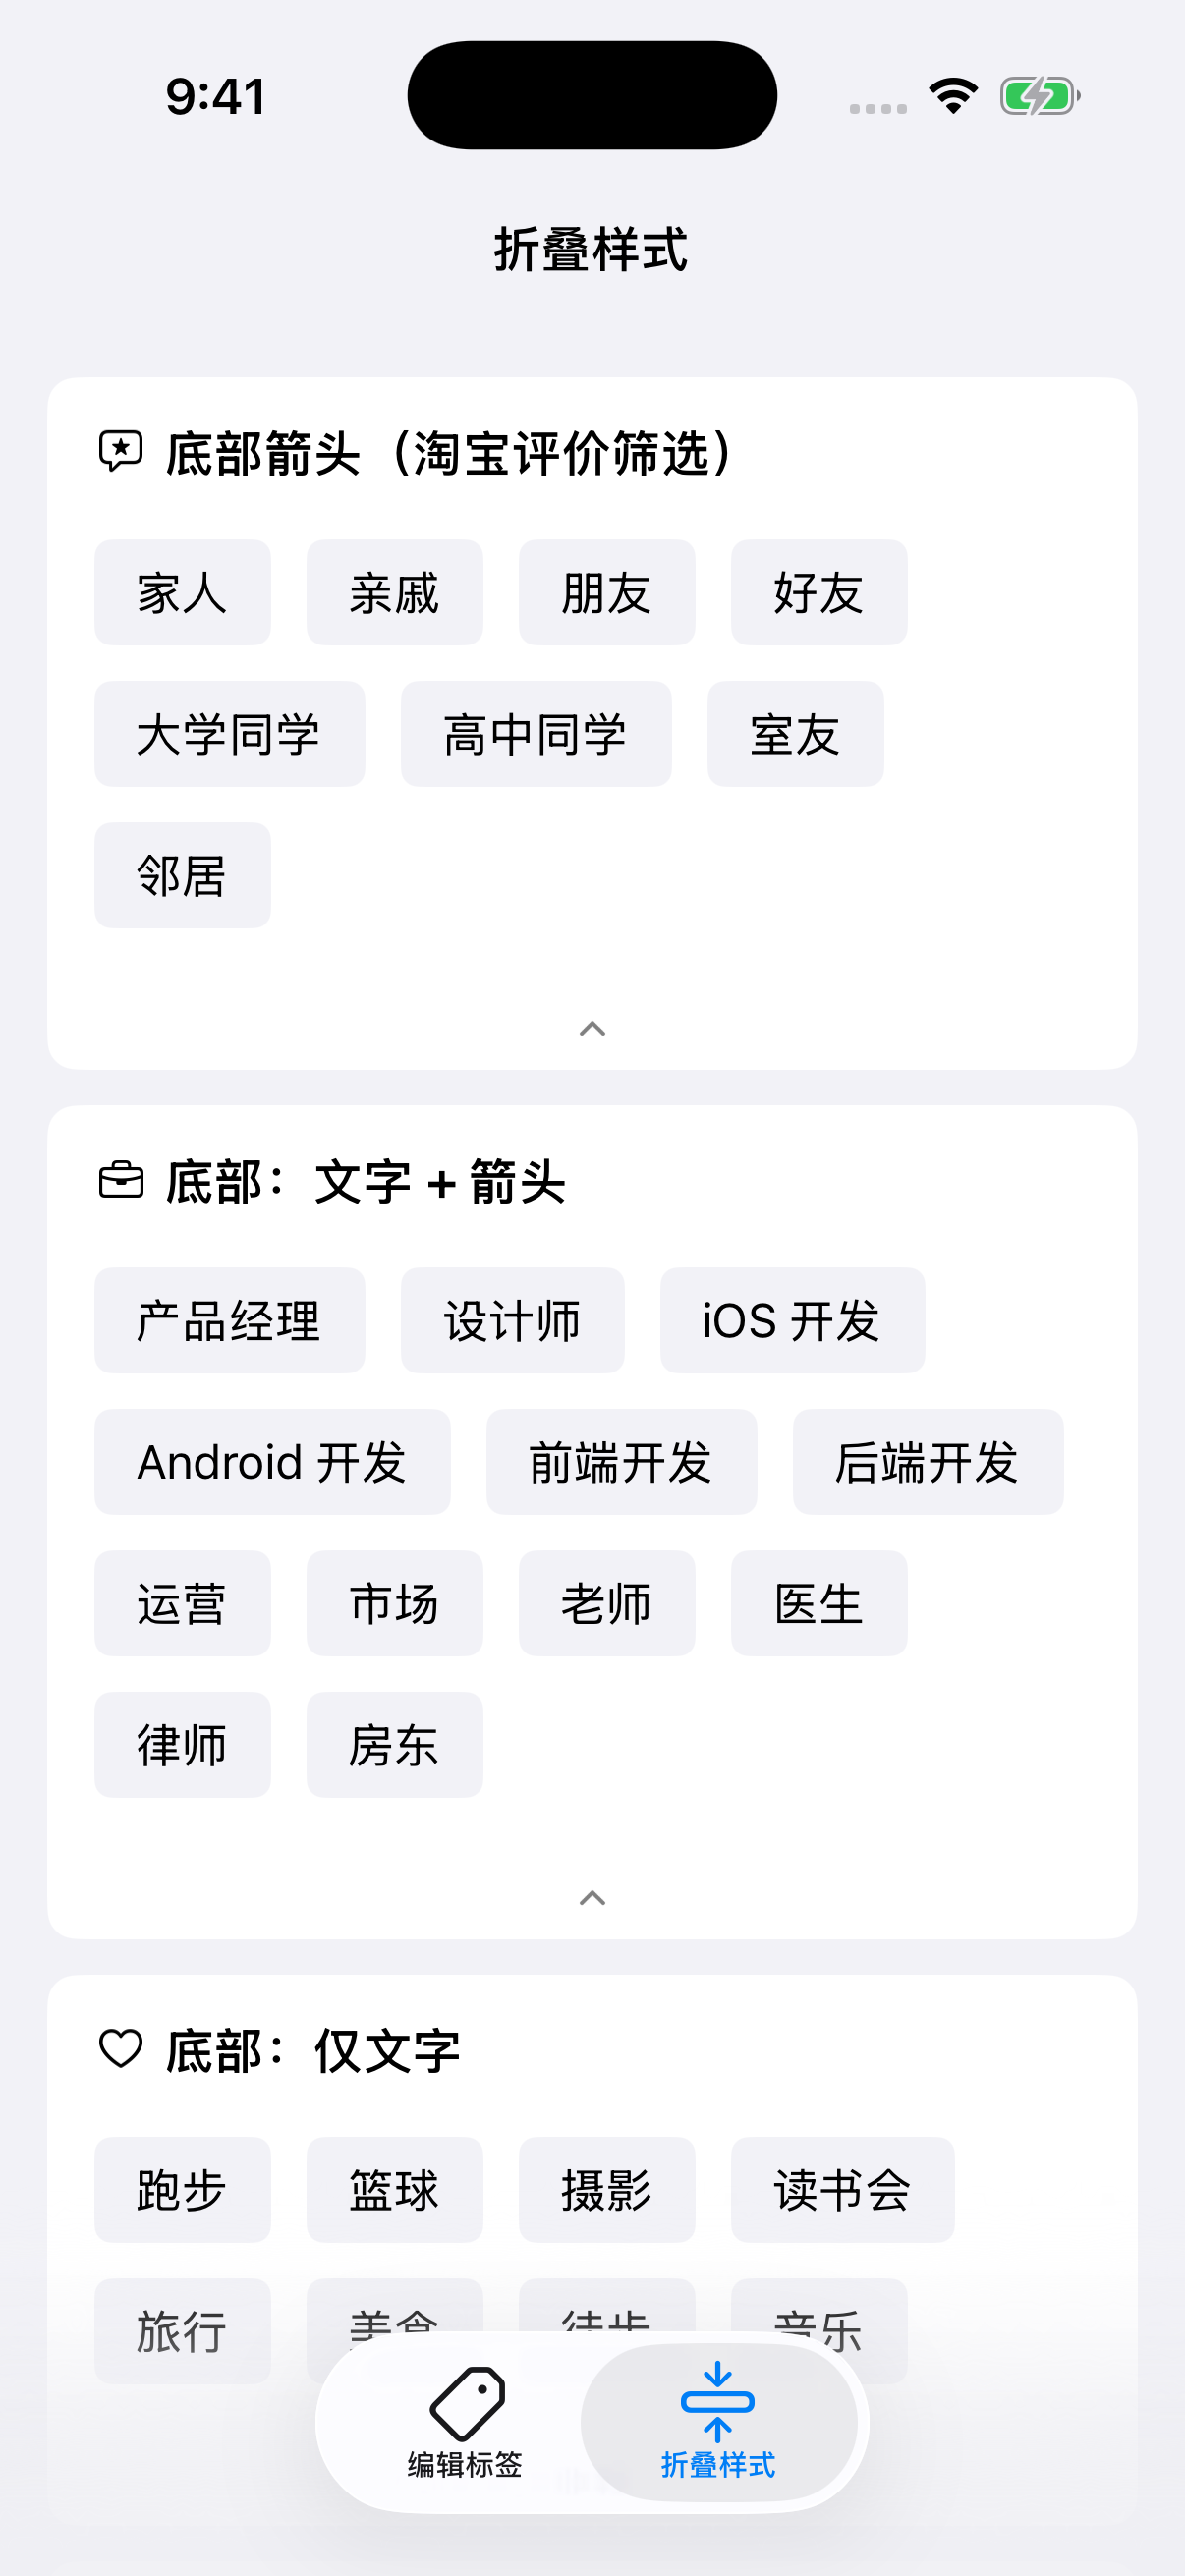 9:41
折叠样式
底部箭头（淘宝评价筛选）
家人 亲戚 朋友 好友
大学同学 高中同学 室友
邻居
底部：文字 + 箭头
产品经理 设计师 iOS 开发
Android 开发 前端开发 后端开发
运营 市场 老师 医生
律师 房东
底部：仅文字
跑步 篮球 摄影 读书会
旅行 美食 徒步 音乐
编辑标签 折叠样式